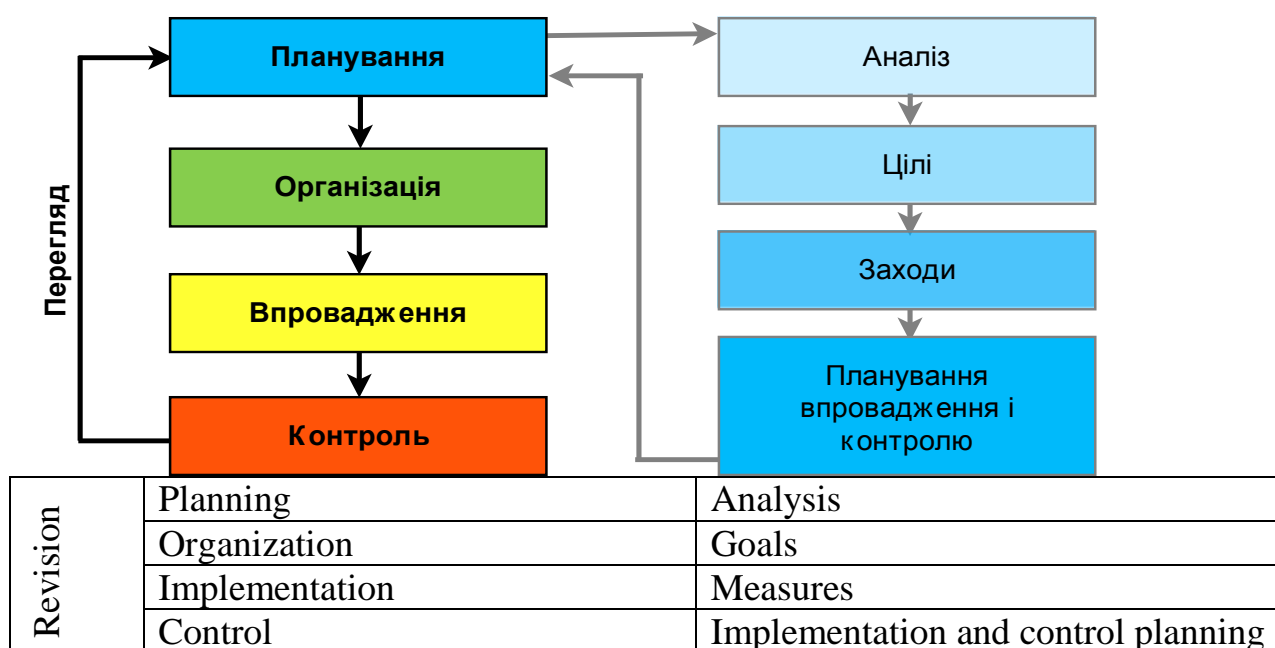 Планування
Організація
Впровадження
Контроль
Перегляд
Аналіз
Цілі
Заходи
Планування
впровадження і
контролю
Revision
Planning
Analysis
Organization
Goals
Implementation
Measures
Control
Implementation and control planning